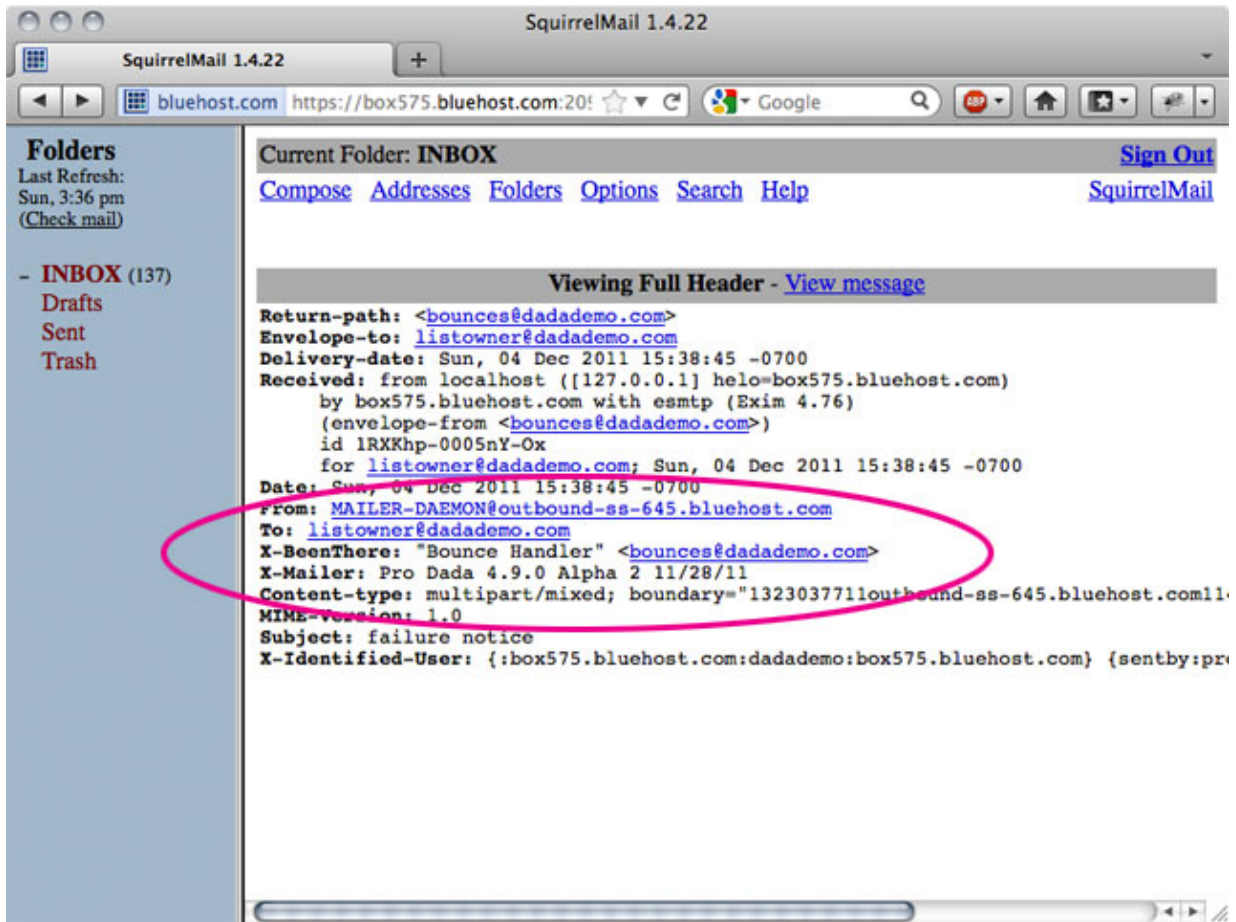 SquirrelMail 1.4.22
SquirrelMail 1.4.22
bluehost.com https://box575.bluehost.com:209 Google ABP
Folders
Last Refresh:
Sun, 3:36 pm
(Check mail)
– INBOX (137)
Drafts
Sent
Trash
Current Folder: INBOX Sign Out
Compose Addresses Folders Options Search Help SquirrelMail
Viewing Full Header - View message
Return-path: <bounces@dadademo.com>
Envelope-to: listowner@dadademo.com
Delivery-date: Sun, 04 Dec 2011 15:38:45 -0700
Received: from localhost ([127.0.0.1] helo=box575.bluehost.com)
by box575.bluehost.com with esmtp (Exim 4.76)
(envelope-from <bounces@dadademo.com>)
id 1RXKhp-0005nY-Ox
for listowner@dadademo.com; Sun, 04 Dec 2011 15:38:45 -0700
Date: Sun, 04 Dec 2011 15:38:45 -0700
From: MAILER-DAEMON@outbound-ss-645.bluehost.com
To: listowner@dadademo.com
X-BeenThere: "Bounce Handler" <bounces@dadademo.com>
X-Mailer: Pro Dada 4.9.0 Alpha 2 11/28/11
Content-type: multipart/mixed; boundary="1323037711outbound-ss-645.bluehost.com114
MIME-Version: 1.0
Subject: failure notice
X-Identified-User: {:box575.bluehost.com:dadademo:box575.bluehost.com} {sentby:pro